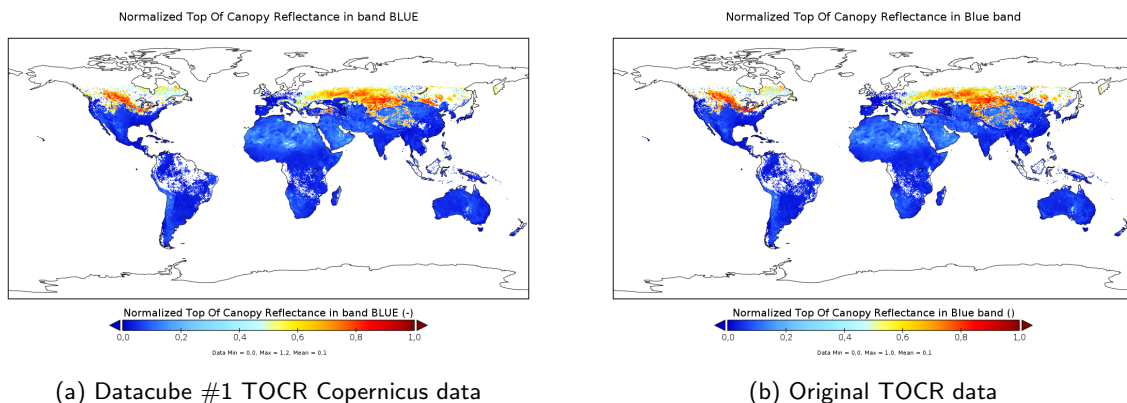 Normalized Top Of Canopy Reflectance in band BLUE
Normalized Top Of Canopy Reflectance in band BLUE (-)
0,0 0,2 0,4 0,6 0,8 1,0
Data Min = 0.0, Max = 1.2, Mean = 0.1
(a) Datacube #1 TOCR Copernicus data
Normalized Top Of Canopy Reflectance in Blue band
Normalized Top Of Canopy Reflectance in Blue band ()
0,0 0,2 0,4 0,6 0,8 1,0
Data Min = 0.0, Max = 1.0, Mean = 0.1
(b) Original TOCR data